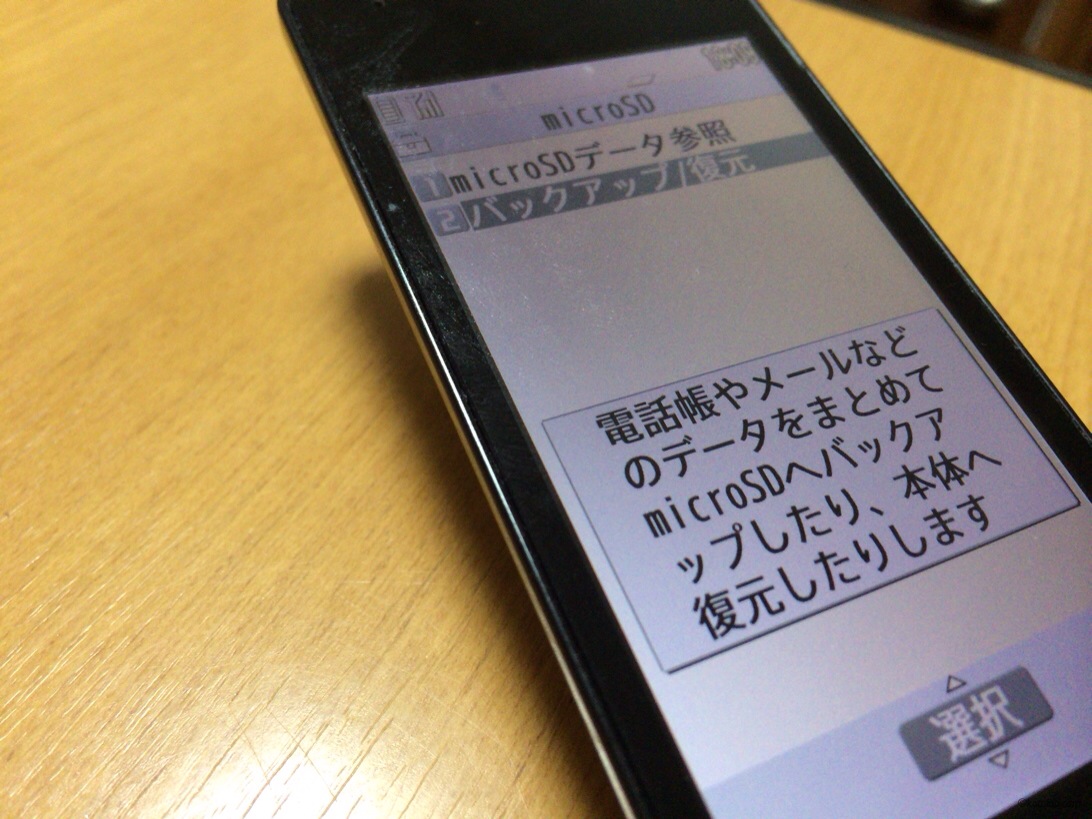 microSD
1 microSDデータ参照
2 バックアップ/復元
電話帳やメールなど
のデータをまとめて
microSDへバックア
ップしたり、本体へ
復元したりします
選択